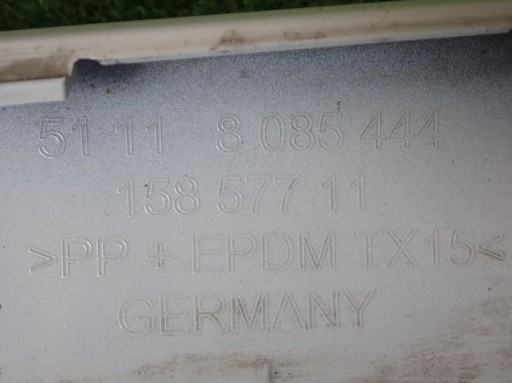 51 11 8 085 444
158 577 11
>PP + EPDM TX15<
GERMANY